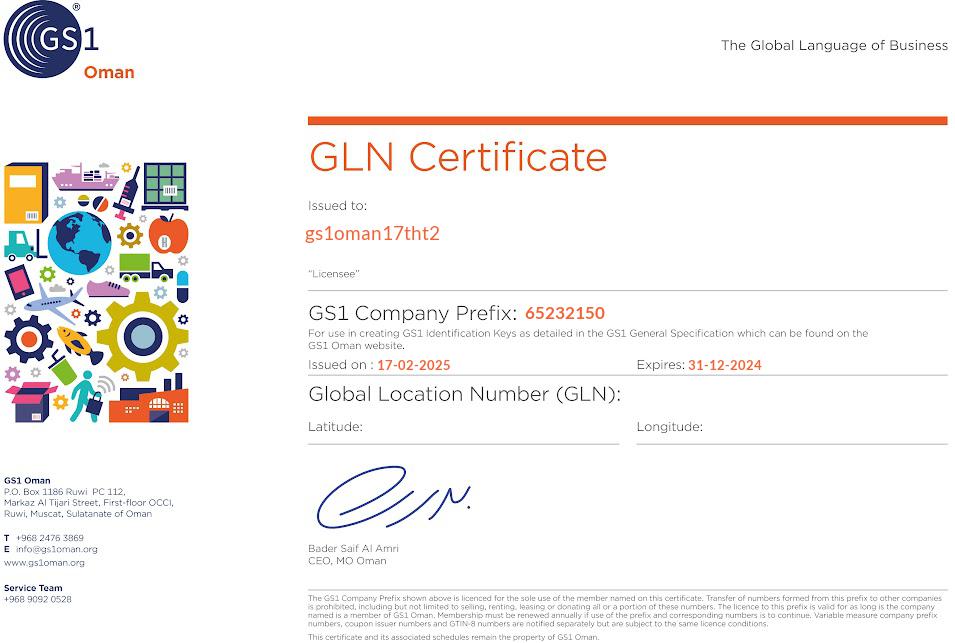 GS1®
Oman
The Global Language of Business
GLN Certificate
Issued to:
gs1oman17tht2
“Licensee”
GS1 Company Prefix: 65232150
For use in creating GS1 Identification Keys as detailed in the GS1 General Specification which can be found on the
GS1 Oman website.
Issued on : 17-02-2025
Expires: 31-12-2024
Global Location Number (GLN):
Latitude:
Longitude:
Bader Saif Al Amri
CEO, MO Oman
GS1 Oman
P.O. Box 1186 Ruwi PC 112,
Markaz Al Tijari Street, First-floor OCCI,
Ruwi, Muscat, Sulatanate of Oman
T +968 2476 3869
E info@gs1oman.org
www.gs1oman.org
Service Team
+968 9092 0528
The GS1 Company Prefix shown above is licenced for the sole use of the member named on this certificate. Transfer of numbers formed from this prefix to other companies
is prohibited, including but not limited to selling, renting, leasing or donating all or a portion of these numbers. The licence to this prefix is valid for as long is the company
named is a member of GS1 Oman. Membership must be renewed annually if use of the prefix and corresponding numbers is to continue. Variable measure company prefix
numbers, coupon issuer numbers and GTIN-8 numbers are notified separately but are subject to the same licence conditions.
This certificate and its associated schedules remain the property of GS1 Oman.